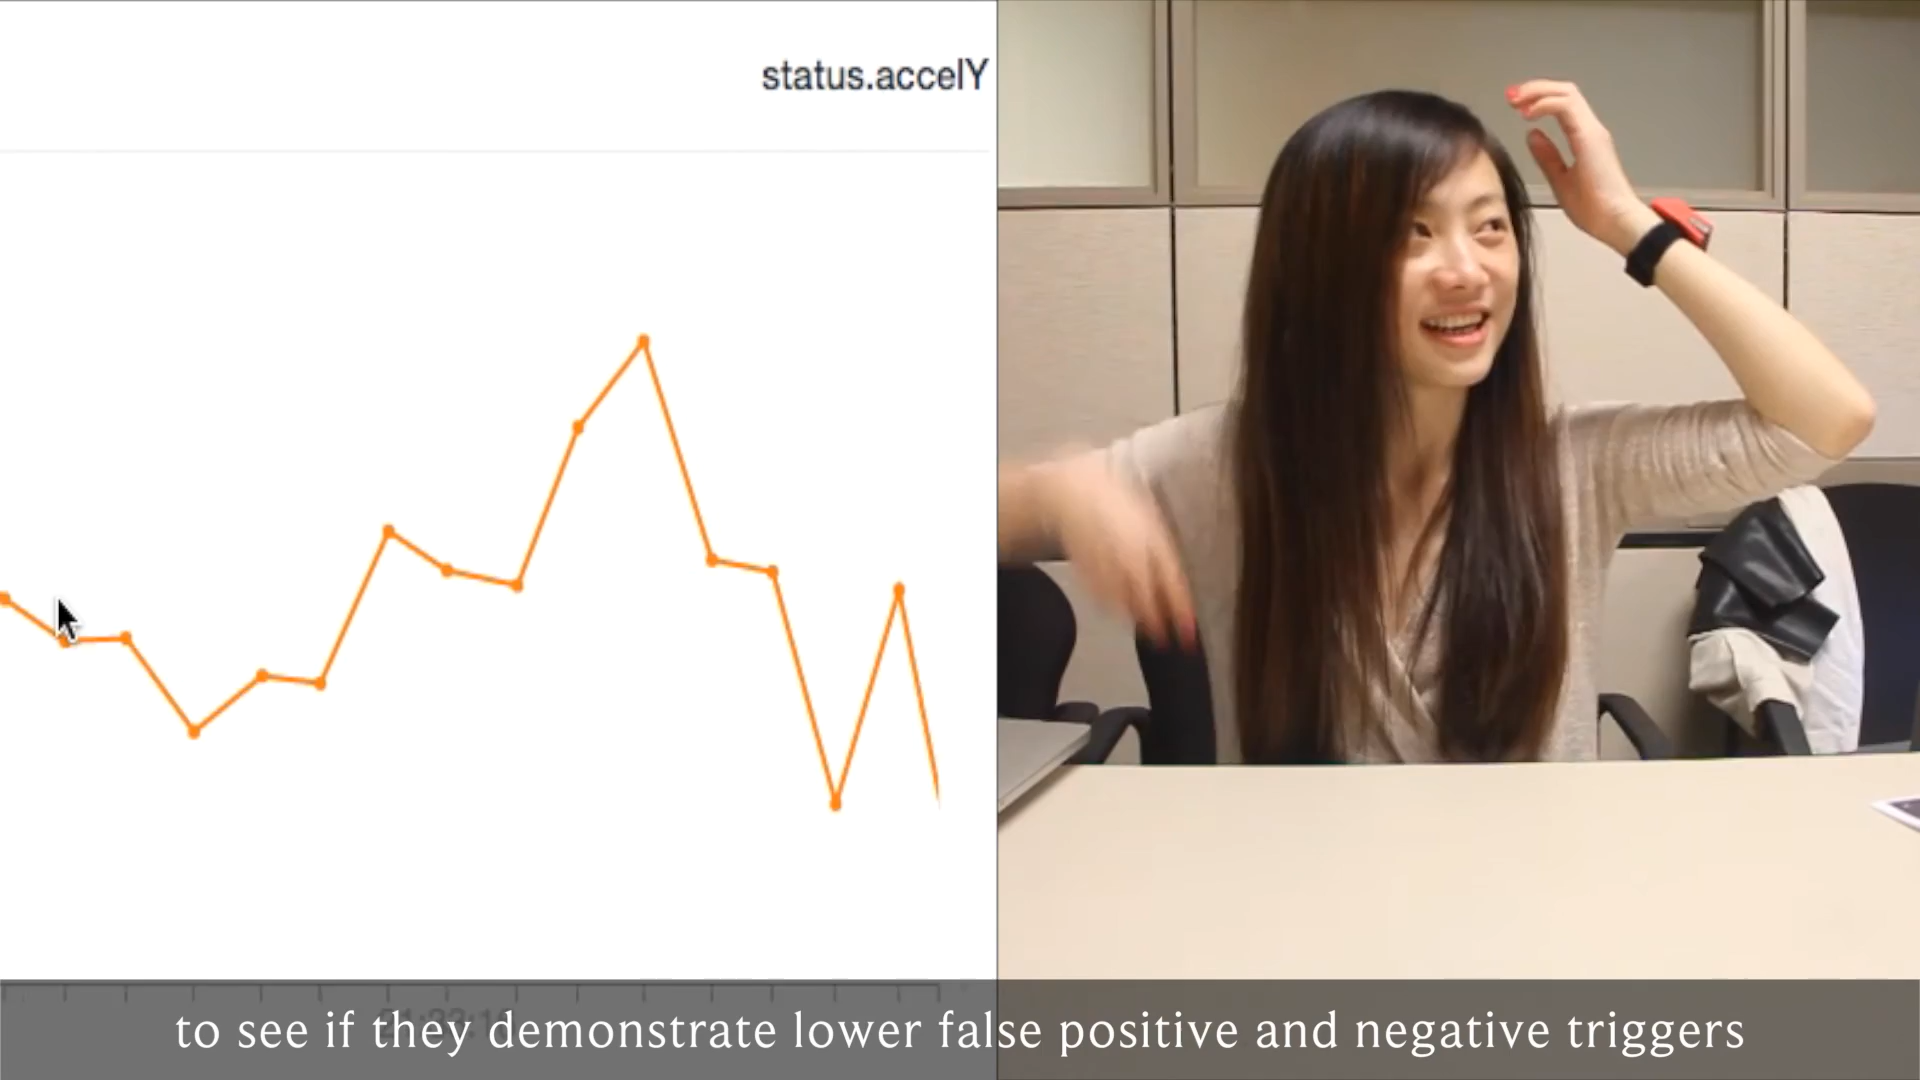 status.accelY
to see if they demonstrate lower false positive and negative triggers